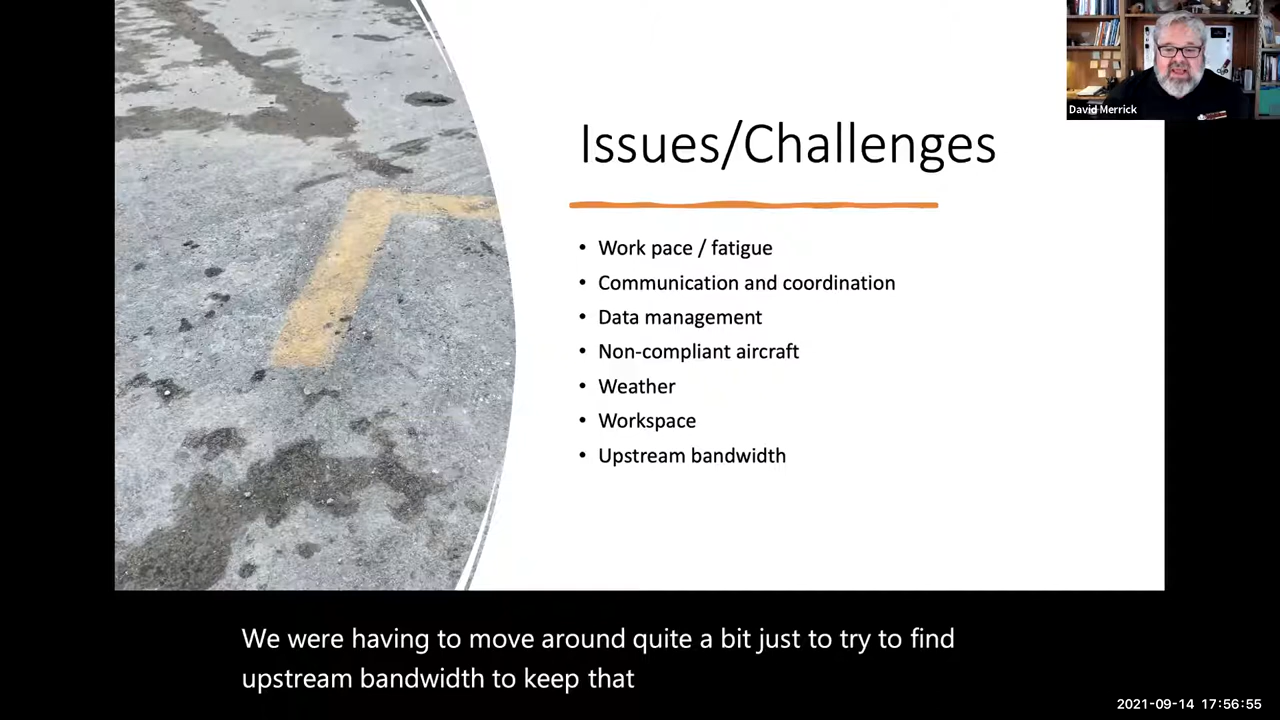 David Merrick
Issues/Challenges
• Work pace / fatigue
• Communication and coordination
• Data management
• Non-compliant aircraft
• Weather
• Workspace
• Upstream bandwidth
We were having to move around quite a bit just to try to find
upstream bandwidth to keep that
2021-09-14 17:56:55